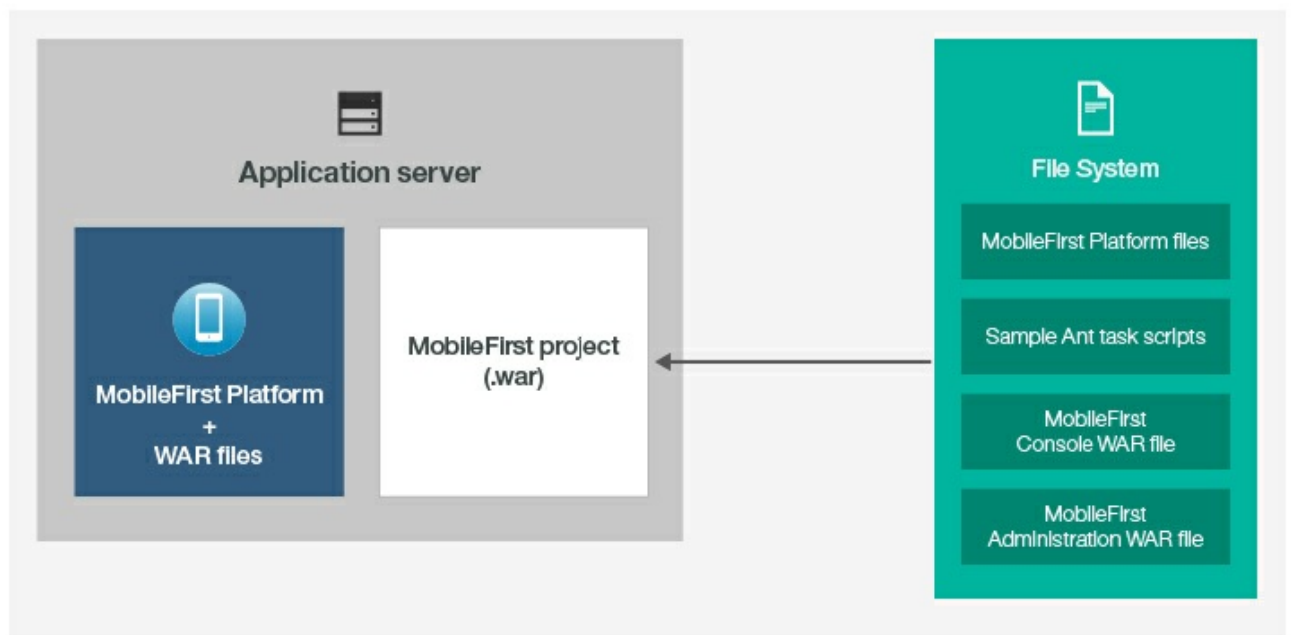 Application server
MobileFirst Platform
+
WAR files
MobileFirst project
(.war)
File System
MobileFirst Platform files
Sample Ant task scripts
MobileFirst
Console WAR file
MobileFirst
Administration WAR file